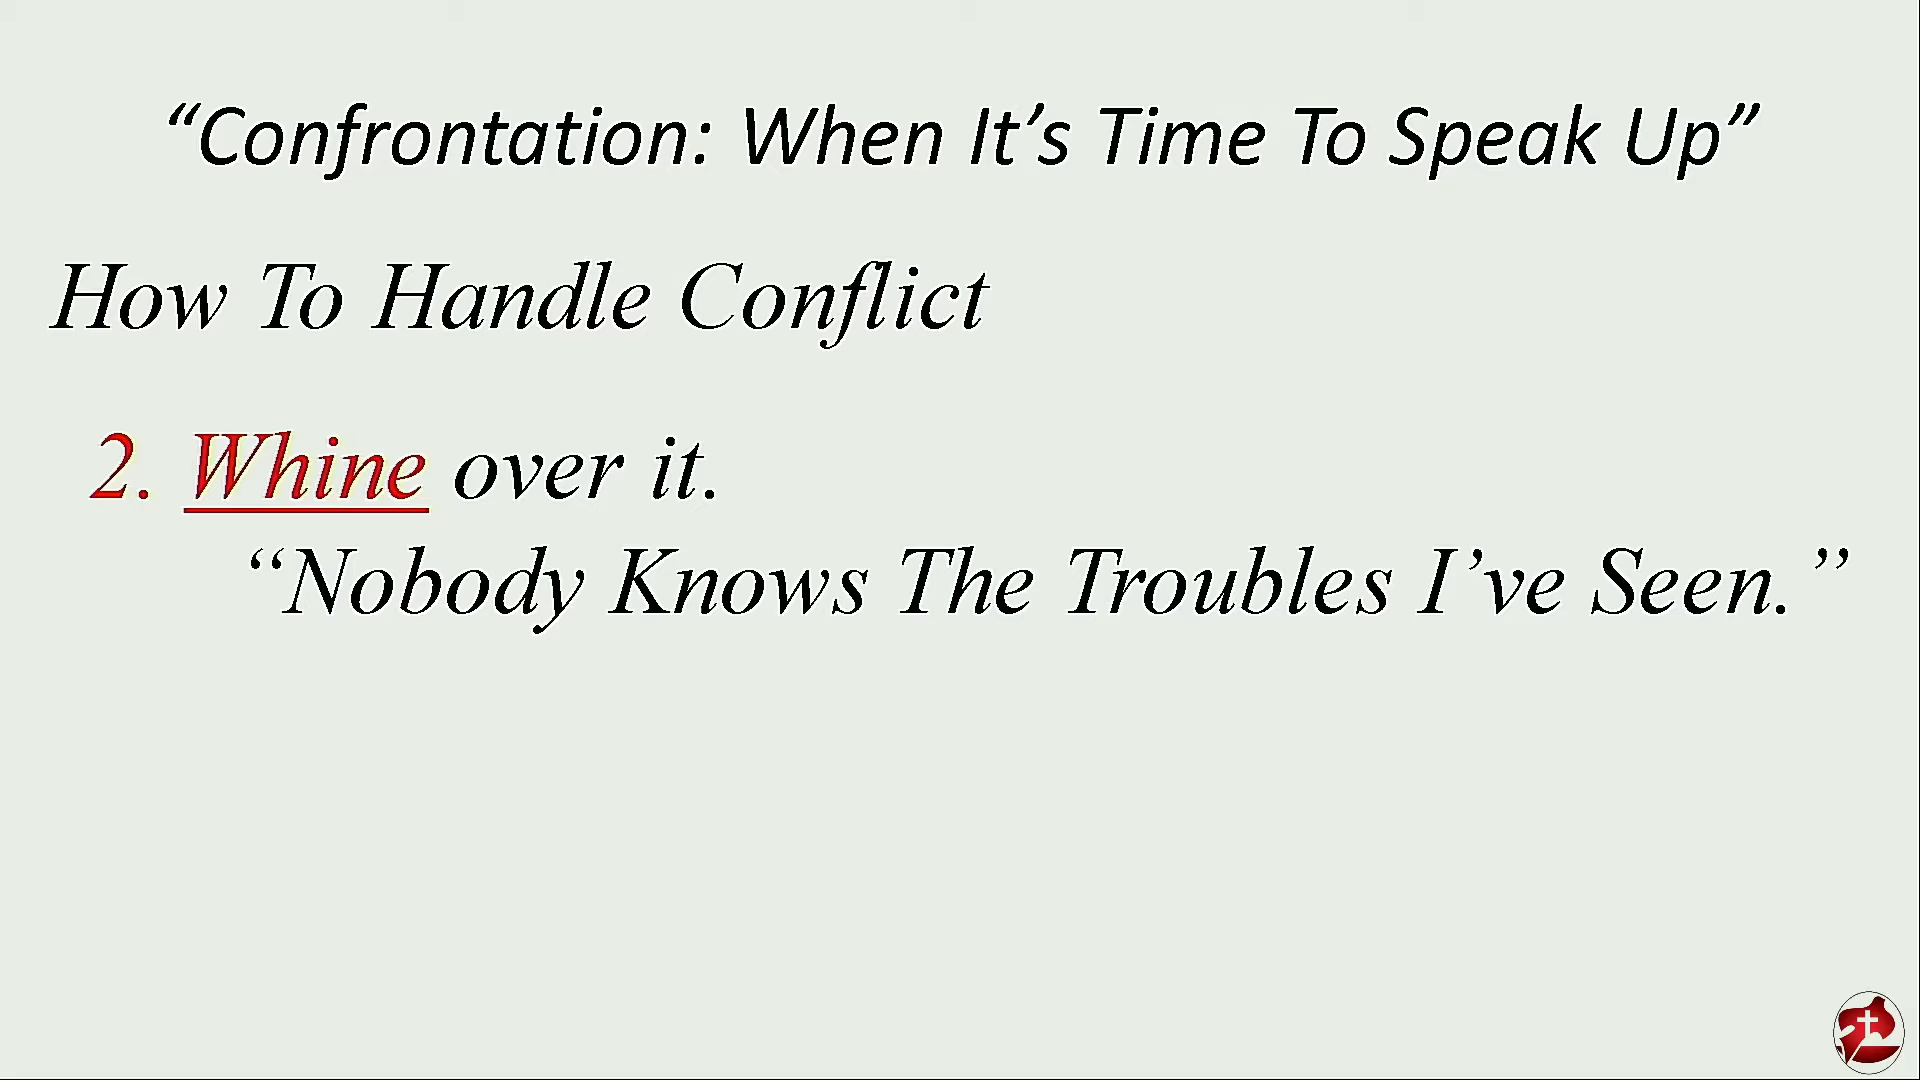 “Confrontation: When It’s Time To Speak Up”
How To Handle Conflict
2. Whine over it.
“Nobody Knows The Troubles I’ve Seen.”